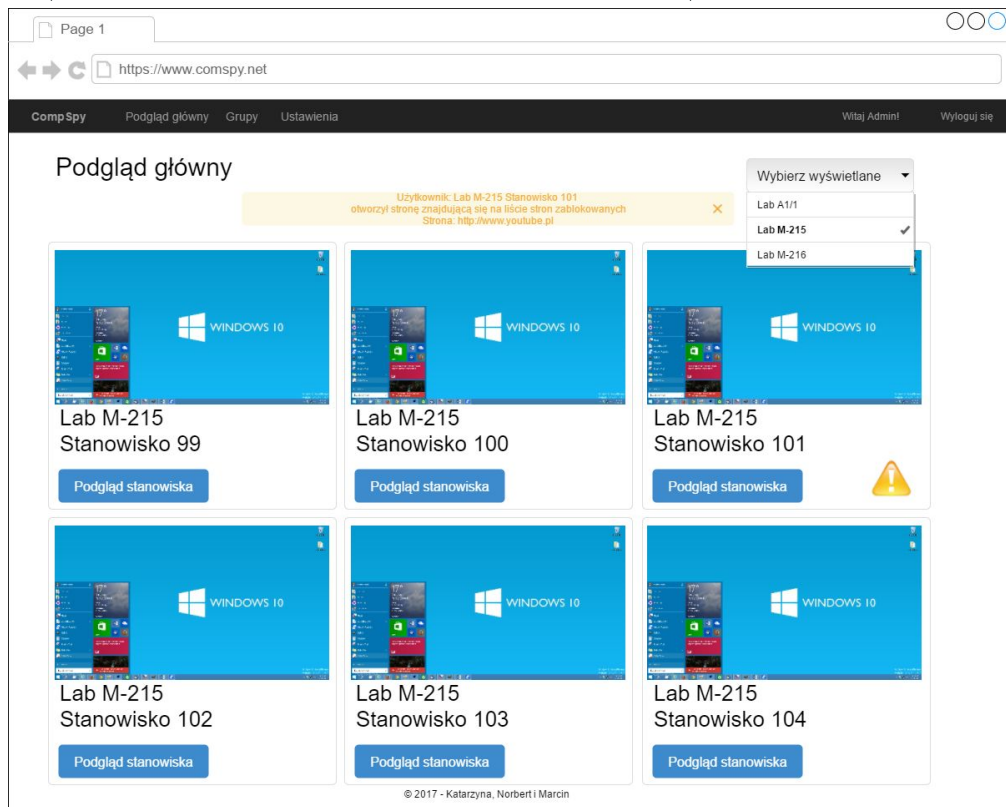 Page 1
https://www.comspy.net
CompSpy Podgląd główny Grupy Ustawienia Witaj Admin! Wyloguj się
Podgląd główny
Wybierz wyświetlane
Lab A1/1
Lab M-215
Lab M-216
Użytkownik: Lab M-215 Stanowisko 101
otworzył stronę znajdującą się na liście stron zablokowanych
Strona: http://www.youtube.pl
WINDOWS 10
Lab M-215
Stanowisko 99
Podgląd stanowiska
WINDOWS 10
Lab M-215
Stanowisko 100
Podgląd stanowiska
WINDOWS 10
Lab M-215
Stanowisko 101
Podgląd stanowiska
WINDOWS 10
Lab M-215
Stanowisko 102
Podgląd stanowiska
WINDOWS 10
Lab M-215
Stanowisko 103
Podgląd stanowiska
WINDOWS 10
Lab M-215
Stanowisko 104
Podgląd stanowiska
© 2017 - Katarzyna, Norbert i Marcin